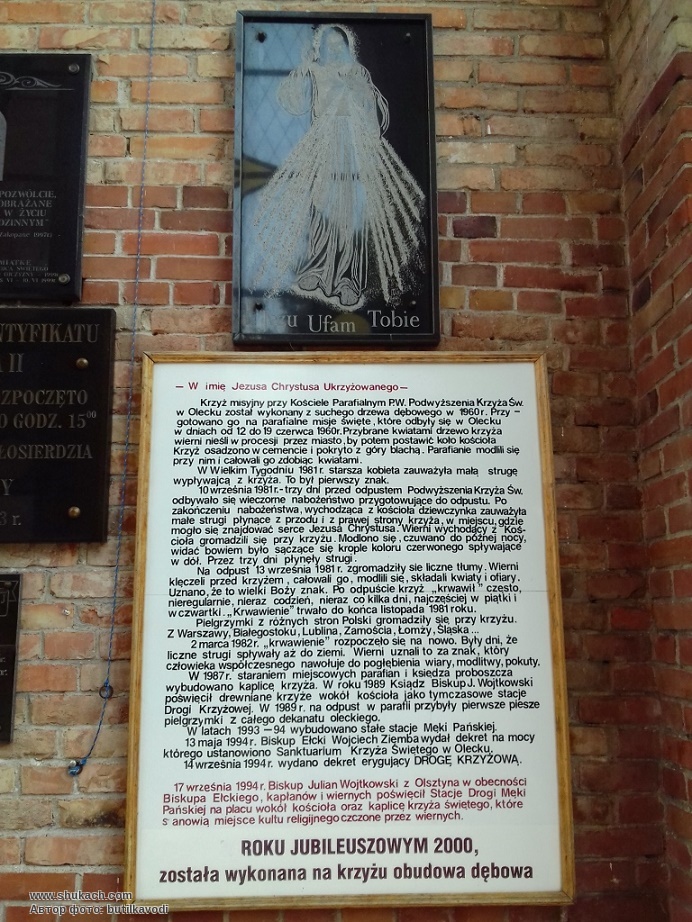 POZWÓLCIE,
OBRAŻANE
W ŻYCIU
DZINNYM"
NTYFIKATU
A II
ZPOCZĘTO
O GODZ. 15⁰⁰
ŁOSIERDZIA
Y
3 r.
Ufam Tobie
— W imię Jezusa Chrystusa Ukrzyżowanego —
Krzyż misyjny przy Kościele Parafialnym P.W. Podwyższenia Krzyża Św.
w Olecku został wykonany z suchego drzewa dębowego w 1960 r. Przy –
gotowano go na parafialne misje święte, które odbyły się w Olecku
w dniach od 12 do 19 czerwca 1960r. Przybrane kwiatami drzewo krzyża
wierni nieśli w procesji przez miasto, by potem postawić koło kościoła
Krzyż osadzono w cemencie i pokryto z góry blachą. Parafianie modlili się
przy nim i całowali go zdobiąc kwiatami.
W Wielkim Tygodniu 1981 r. starsza kobieta zauważyła małą strugę
wypływającą z krzyża. To był pierwszy znak.
10 września 1981r.- trzy dni przed odpustem Podwyższenia Krzyża Św.
odbywało się wieczorne nabożeństwo przygotowujące do odpustu. Po
zakończeniu nabożeństwa, wychodząca z kościoła dziewczynka zauważyła
małe strugi płynące z przodu i z prawej strony krzyża, w miejscu, gdzie
mogło się znajdować serce Jezusa Chrystusa. Wierni wychodzący z Koś-
cioła gromadzili się przy krzyżu. Modlono się, czuwano do późnej nocy,
widać bowiem było sączące się krople koloru czerwonego spływające
w dół. Przez trzy dni płynęły strugi.
Na odpust 13 września 1981 r. zgromadziły sie liczne tłumy. Wierni
klęczeli przed krzyżem, całowali go, modlili się, składali kwiaty i ofiary.
Uznano, że to wielki Boży znak. Po odpuście krzyż „krwawił" często,
nieregularnie, nieraz codzień, nieraz co kilka dni, najczęściej w piątki i
w czwartki. „Krwawienie" trwało do końca listopada 1981 roku.
Pielgrzymki z różnych stron Polski gromadziły się przy krzyżu.
Z Warszawy, Białegostoku, Lublina, Zamościa, Łomży, Śląska ...
2 marca 1982r. „krwawienie" rozpoczęło się na nowo. Były dni, że
liczne strugi spływały aż do ziemi. Wierni uznali to za znak, który
człowieka współczesnego nawołuje do pogłębienia wiary, modlitwy, pokuty.
W 1987 r. staraniem miejscowych parafian i księdza proboszcza
wybudowano kaplicę krzyża. W roku 1989 Ksiądz Biskup J. Wojtkowski
poświęcił drewniane krzyże wokół kościoła jako tymczasowe stacje
Drogi Krzyżowej. W 1989 r. na odpust w parafii przybyły pierwsze piesze
pielgrzymki z całego dekanatu oleckiego.
W latach 1993 – 94 wybudowano stałe stacje Męki Pańskiej.
13 maja 1994 r. Biskup Ełcki Wojciech Ziemba wydał dekret na mocy
którego ustanowiono Sanktuarium Krzyża Świętego w Olecku.
14 września 1994 r. wydano dekret erygujący DROGĘ KRZYŻOWĄ.
17 września 1994 r. Biskup Julian Wojtkowski z Olsztyna w obecności
Biskupa Ełckiego, kapłanów i wiernych poświęcił Stacje Drogi Męki
Pańskiej na placu wokół kościoła oraz kaplicę krzyża świętego, które
s anowią miejsce kultu religijnego czczone przez wiernych.
ROKU JUBILEUSZOWYM 2000,
została wykonana na krzyżu obudowa dębowa
www.shukach.com
Автор фото: butilkavodi